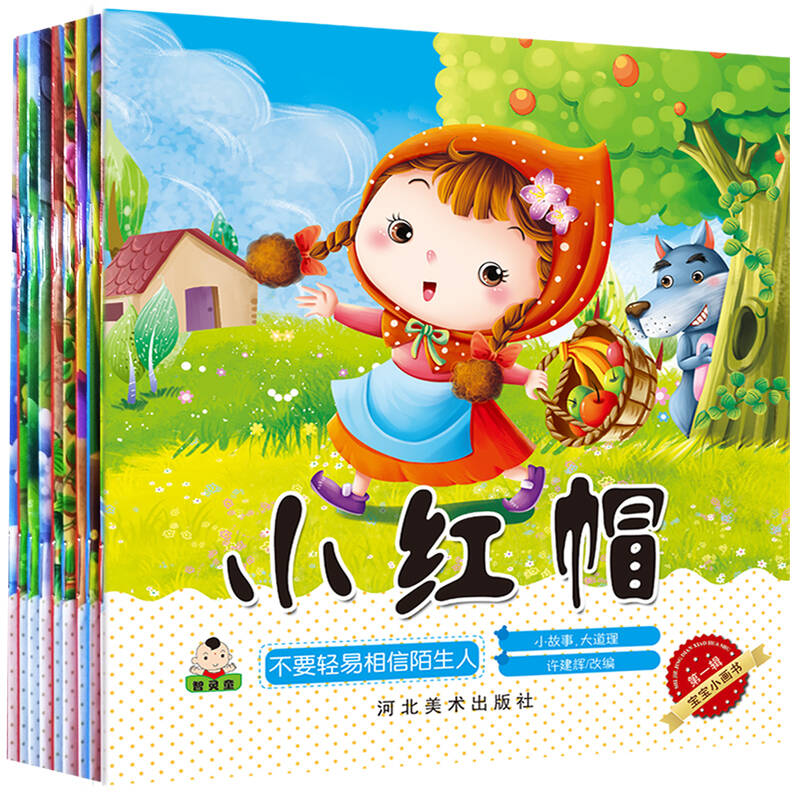 小红帽
智灵童
不要轻易相信陌生人
小故事，大道理
许建辉/改编
第一辑
宝宝小画书
河北美术出版社